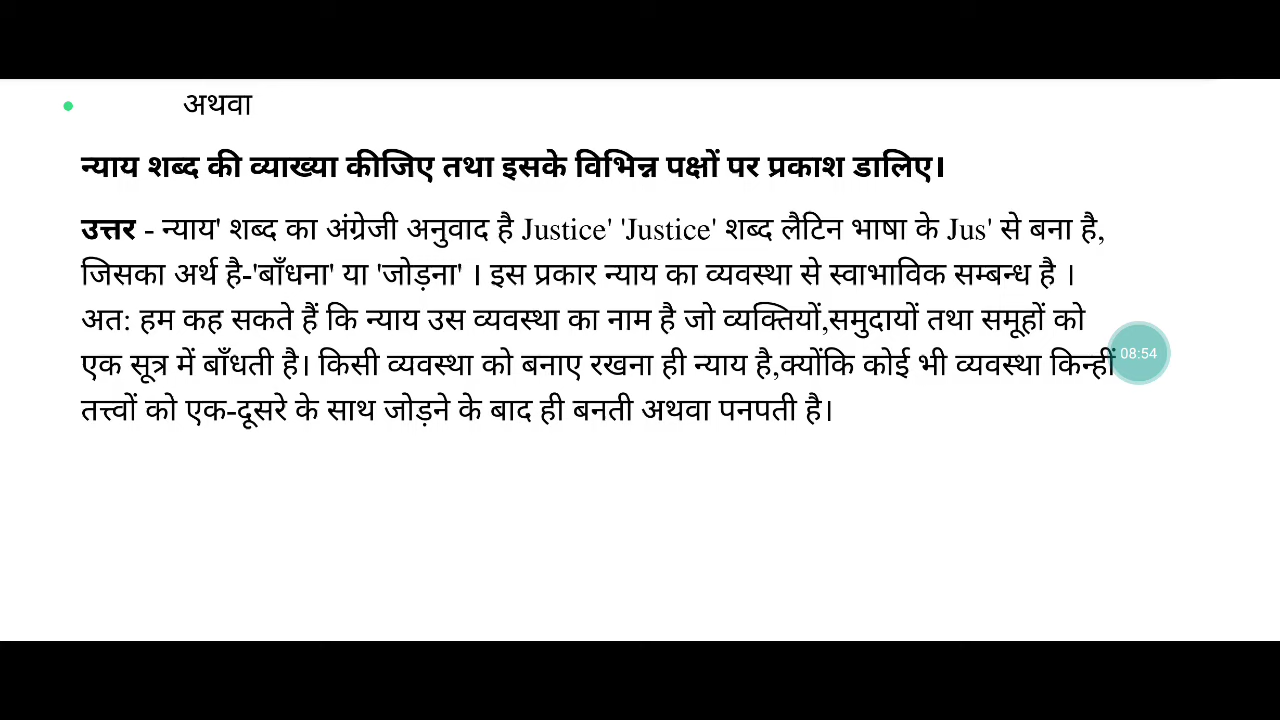 अथवा
न्याय शब्द की व्याख्या कीजिए तथा इसके विभिन्न पक्षों पर प्रकाश डालिए।
उत्तर - न्याय' शब्द का अंग्रेजी अनुवाद है Justice' 'Justice' शब्द लैटिन भाषा के Jus' से बना है,
जिसका अर्थ है-'बाँधना' या 'जोड़ना' । इस प्रकार न्याय का व्यवस्था से स्वाभाविक सम्बन्ध है ।
अत: हम कह सकते हैं कि न्याय उस व्यवस्था का नाम है जो व्यक्तियों,समुदायों तथा समूहों को
एक सूत्र में बाँधती है। किसी व्यवस्था को बनाए रखना ही न्याय है,क्योंकि कोई भी व्यवस्था किन्हीं
तत्त्वों को एक-दूसरे के साथ जोड़ने के बाद ही बनती अथवा पनपती है।
08:54